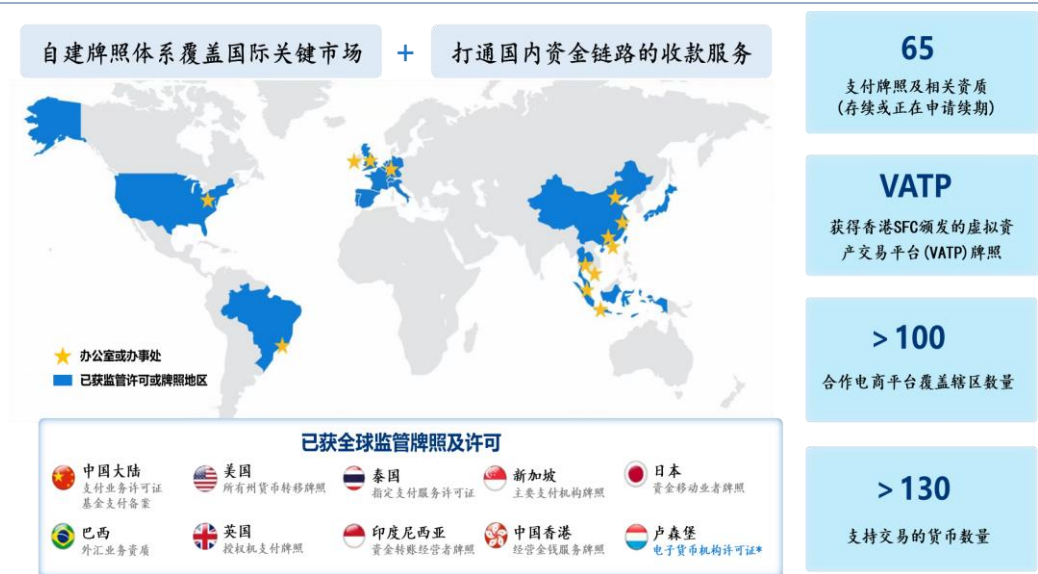 自建牌照体系覆盖国际关键市场
+
打通国内资金链路的收款服务
办公室或办事处
已获监管许可或牌照地区
已获全球监管牌照及许可
中国大陆
支付业务许可证
基金支付备案
美国
所有州货币转移牌照
泰国
指定支付服务许可证
新加坡
主要支付机构牌照
日本
资金移动业者牌照
巴西
外汇业务资质
英国
授权机支付牌照
印度尼西亚
资金转账经营者牌照
中国香港
经营金钱服务牌照
卢森堡
电子货币机构许可证*
65
支付牌照及相关资质
(存续或正在申请续期)
VATP
获得香港SFC颁发的虚拟资
产交易平台(VATP)牌照
>100
合作电商平台覆盖辖区数量
>130
支持交易的货币数量